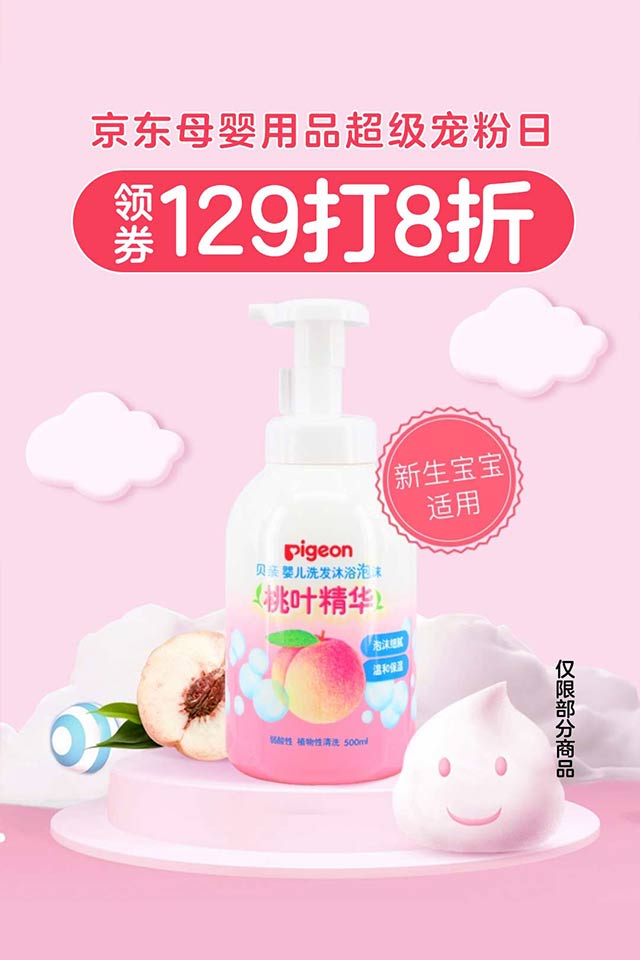 京东母婴用品超级宠粉日
领券 129打8折
新生宝宝
适用
Pigeon
贝亲 婴儿洗发沐浴泡沫
桃叶精华
泡沫细腻
温和保湿
弱酸性 植物性清洗 500ml
仅限部分商品